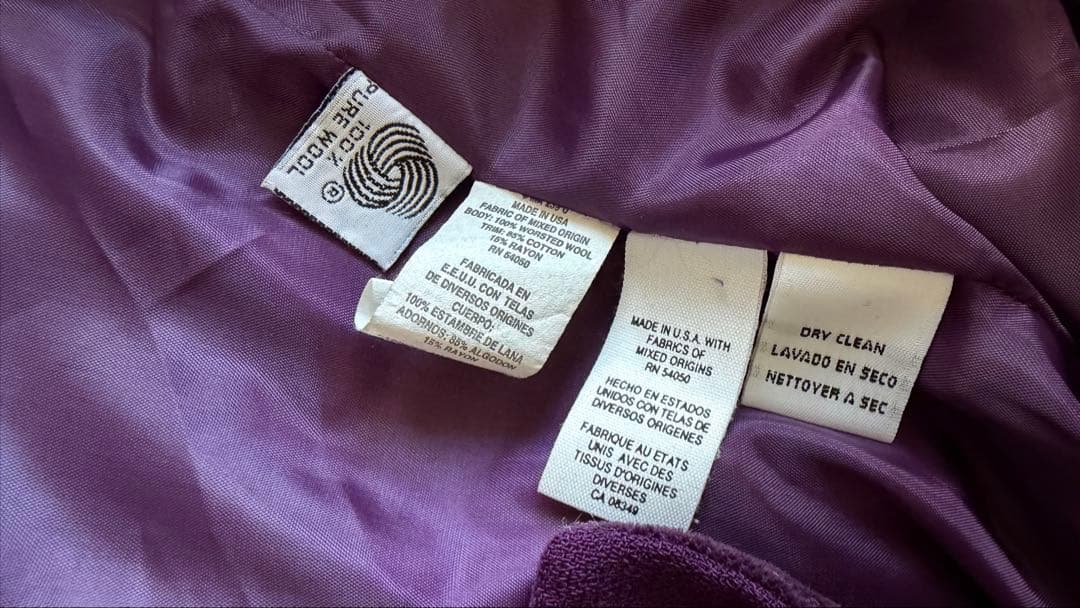 100%
PURE WOOL
®
MADE IN USA
FABRIC OF MIXED ORIGIN
BODY: 100% WORSTED WOOL
TRIM: 85% COTTON
15% RAYON
RN 54050
FABRICADA EN
E.E.U.U. CON TELAS
DE DIVERSOS ORIGINES
CUERPO:
100% ESTAMBRE DE LANA
ADORNOS: 85% ALGODON
15% RAYON
MADE IN U.S.A. WITH
FABRICS OF
MIXED ORIGINS
RN 54050
HECHO EN ESTADOS
UNIDOS CON TELAS DE
DIVERSOS ORIGENES
FABRIQUE AU ETATS
UNIS AVEC DES
TISSUS D'ORIGINES
DIVERSES
CA 08349
DRY CLEAN
LAVADO EN SECO
NETTOYER A SEC